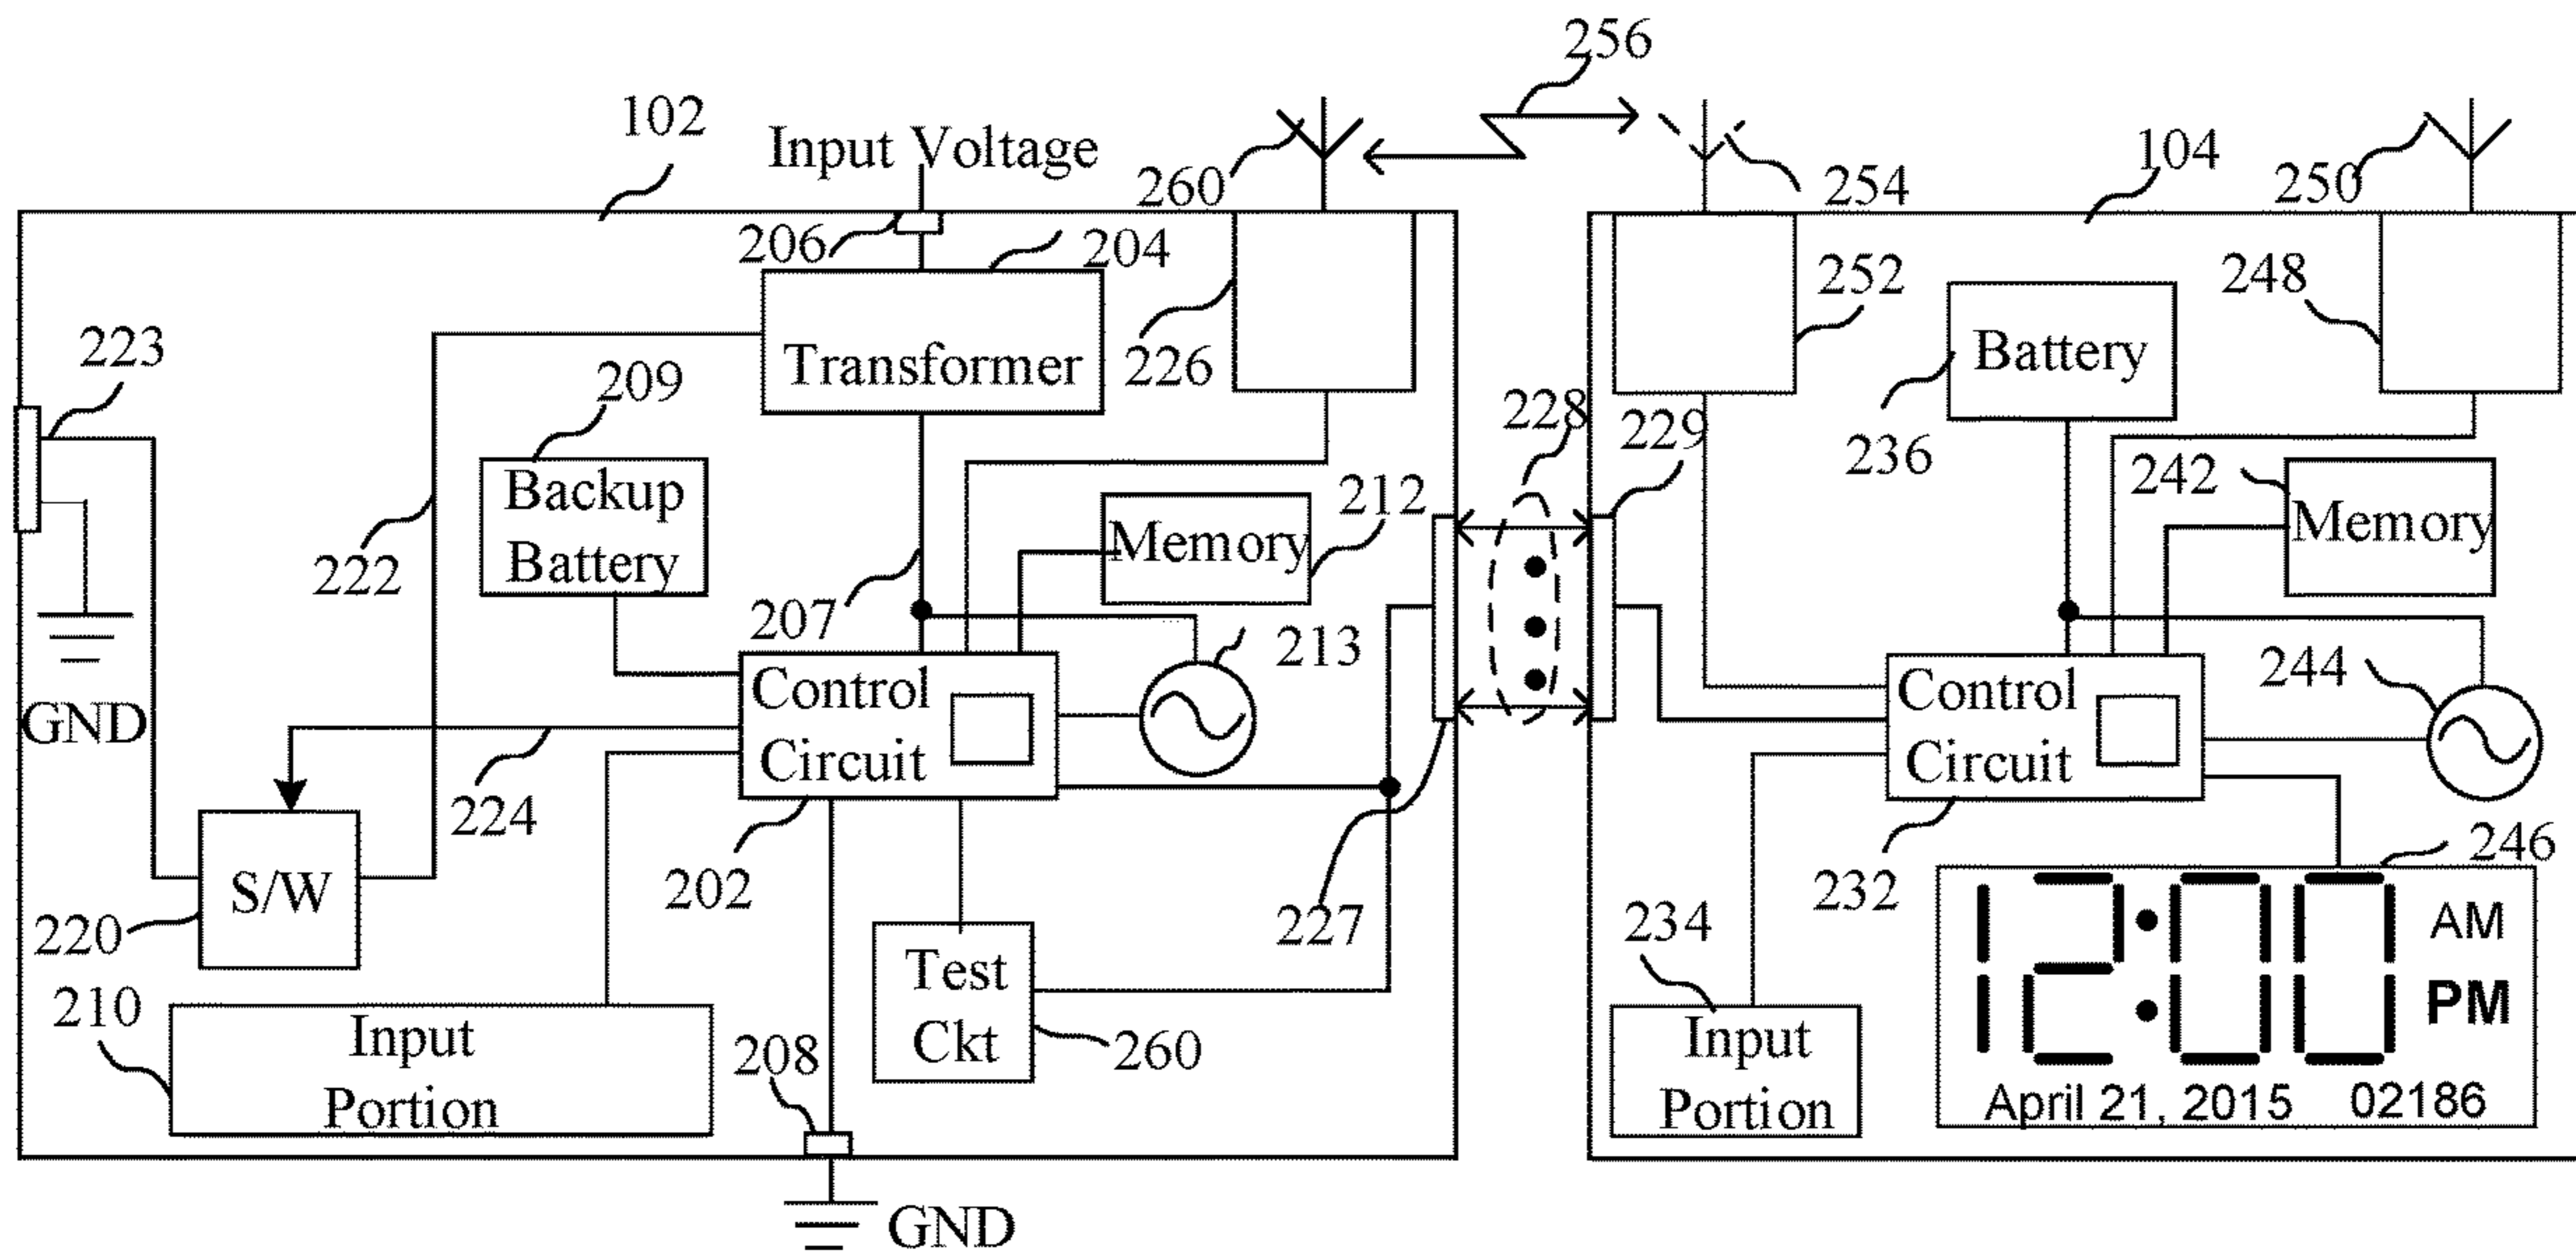 256
102
Input Voltage
260
254
104
250
206
204
226
252
248
Transformer
Battery
223
209
228
229
236
242
222
Backup
Battery
Memory
212
Memory
207
213
244
GND
Control
Circuit
Control
Circuit
224
202
227
232
246
S/W
220
234
12:00
AM
PM
210
Test
Ckt
260
Input
Portion
Input
Portion
208
April 21, 2015
02186
GND